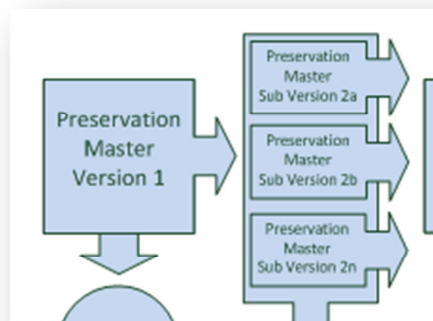 Preservation
Master
Version 1
Preservation
Master
Sub Version 2a
Preservation
Master
Sub Version 2b
Preservation
Master
Sub Version 2n